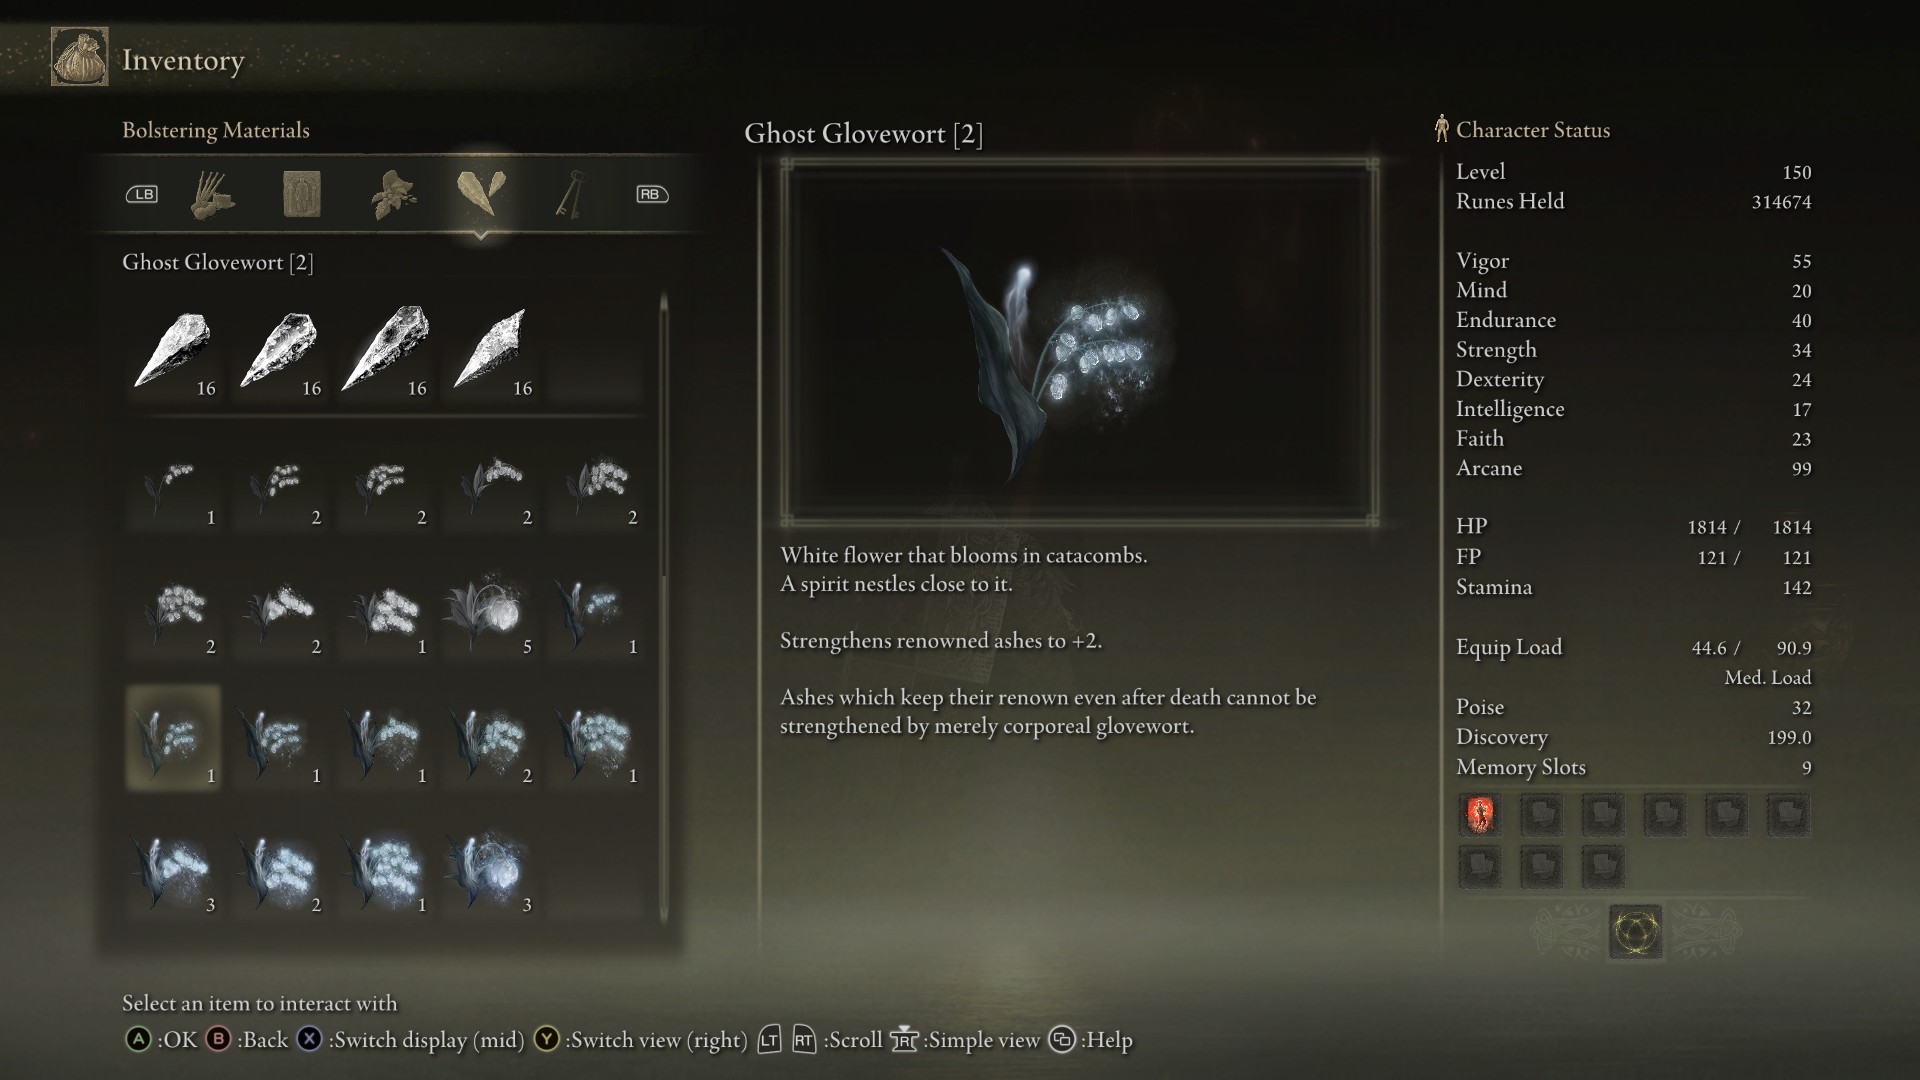 Inventory
Bolstering Materials
LB
RB
Ghost Glovewort [2]
16 16 16 16
1 2 2 2 2
2 2 1 5 1
1 1 1 2 1
3 2 1 3
Ghost Glovewort [2]
White flower that blooms in catacombs.
A spirit nestles close to it.
Strengthens renowned ashes to +2.
Ashes which keep their renown even after death cannot be
strengthened by merely corporeal glovewort.
Character Status
Level 150
Runes Held 314674
Vigor 55
Mind 20
Endurance 40
Strength 34
Dexterity 24
Intelligence 17
Faith 23
Arcane 99
HP 1814 / 1814
FP 121 / 121
Stamina 142
Equip Load 44.6 / 90.9
Med. Load
Poise 32
Discovery 199.0
Memory Slots 9
Select an item to interact with
A :OK B :Back X :Switch display (mid) Y :Switch view (right) LT RT :Scroll R :Simple view :Help